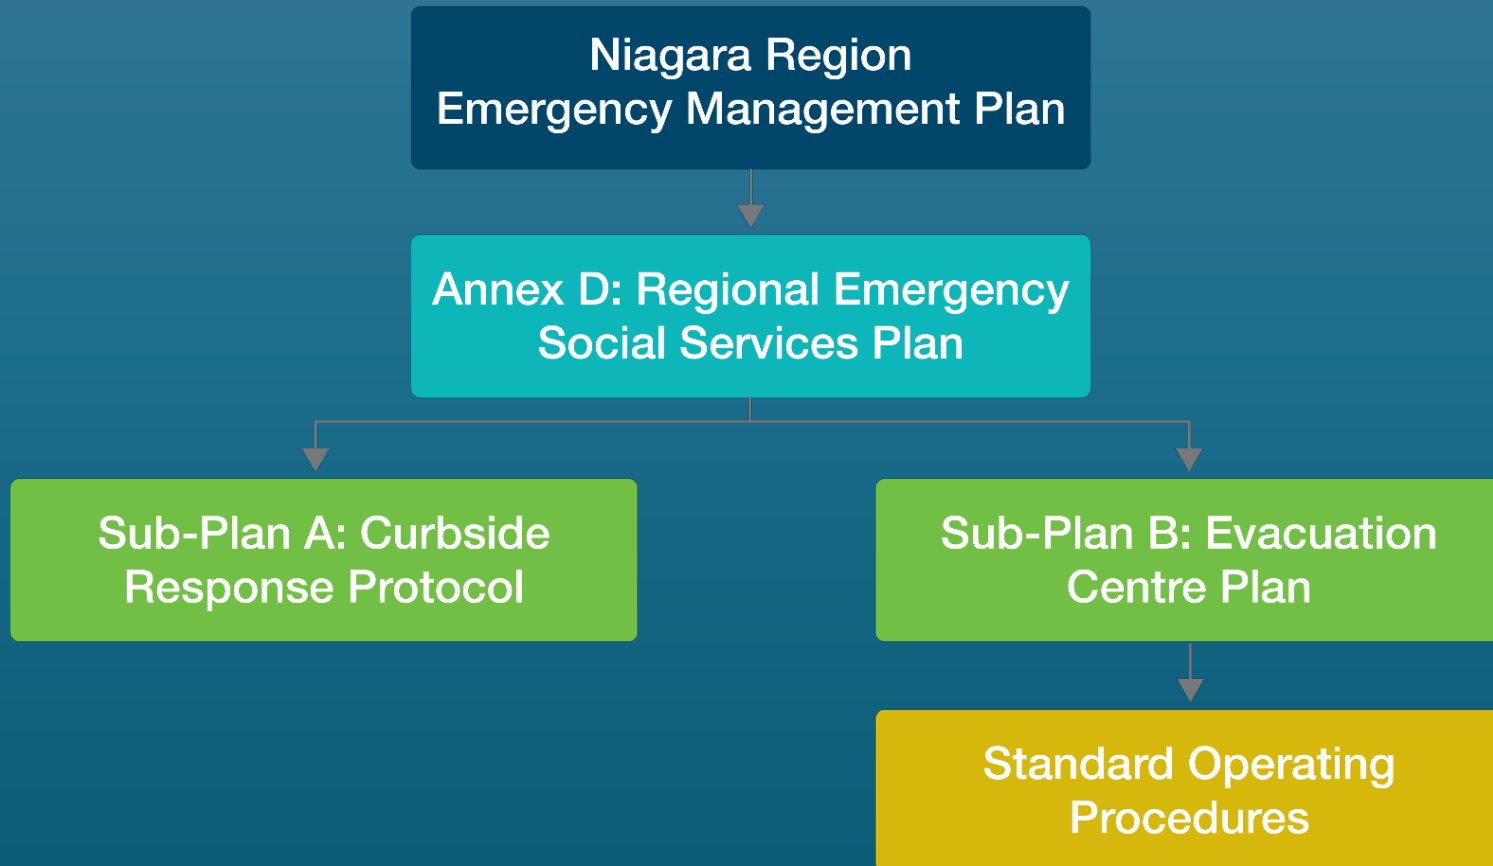 Niagara Region
Emergency Management Plan
Annex D: Regional Emergency
Social Services Plan
Sub-Plan A: Curbside
Response Protocol
Sub-Plan B: Evacuation
Centre Plan
Standard Operating
Procedures